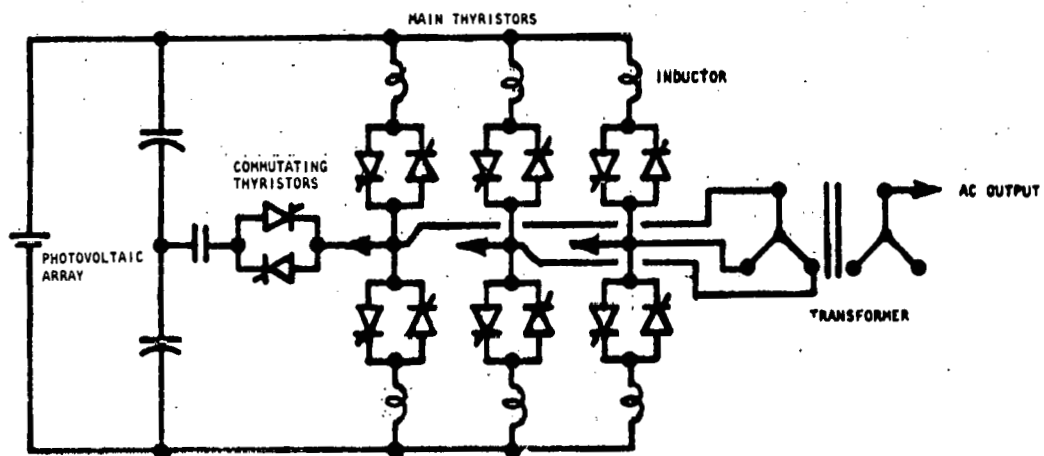 MAIN THYRISTORS
INDUCTOR
COMMUTATING
THYRISTORS
AC OUTPUT
PHOTOVOLTAIC
ARRAY
TRANSFORMER